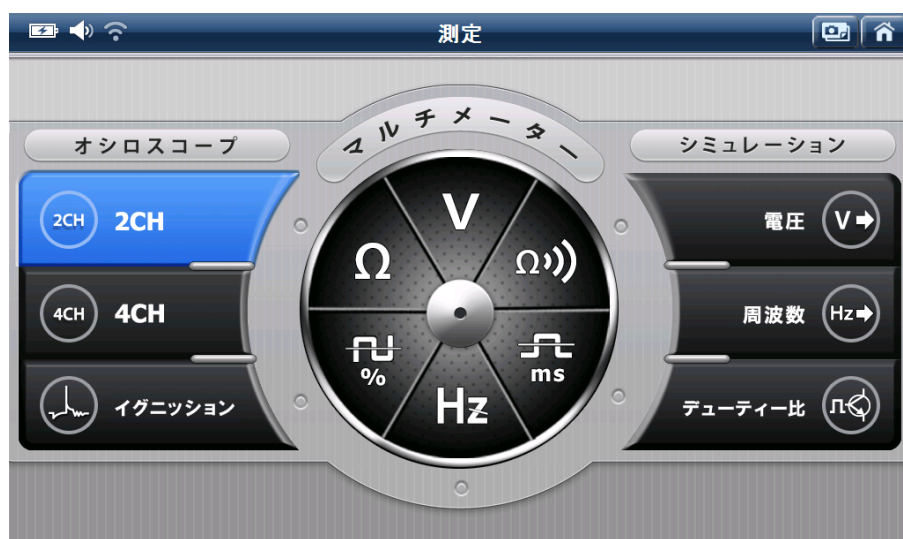 測定
オシロスコープ
マルチメーター
シミュレーション
2CH 2CH
4CH 4CH
イグニッション
V
Ω
Ω
%
ms
Hz
電圧 V
周波数 Hz
デューティー比